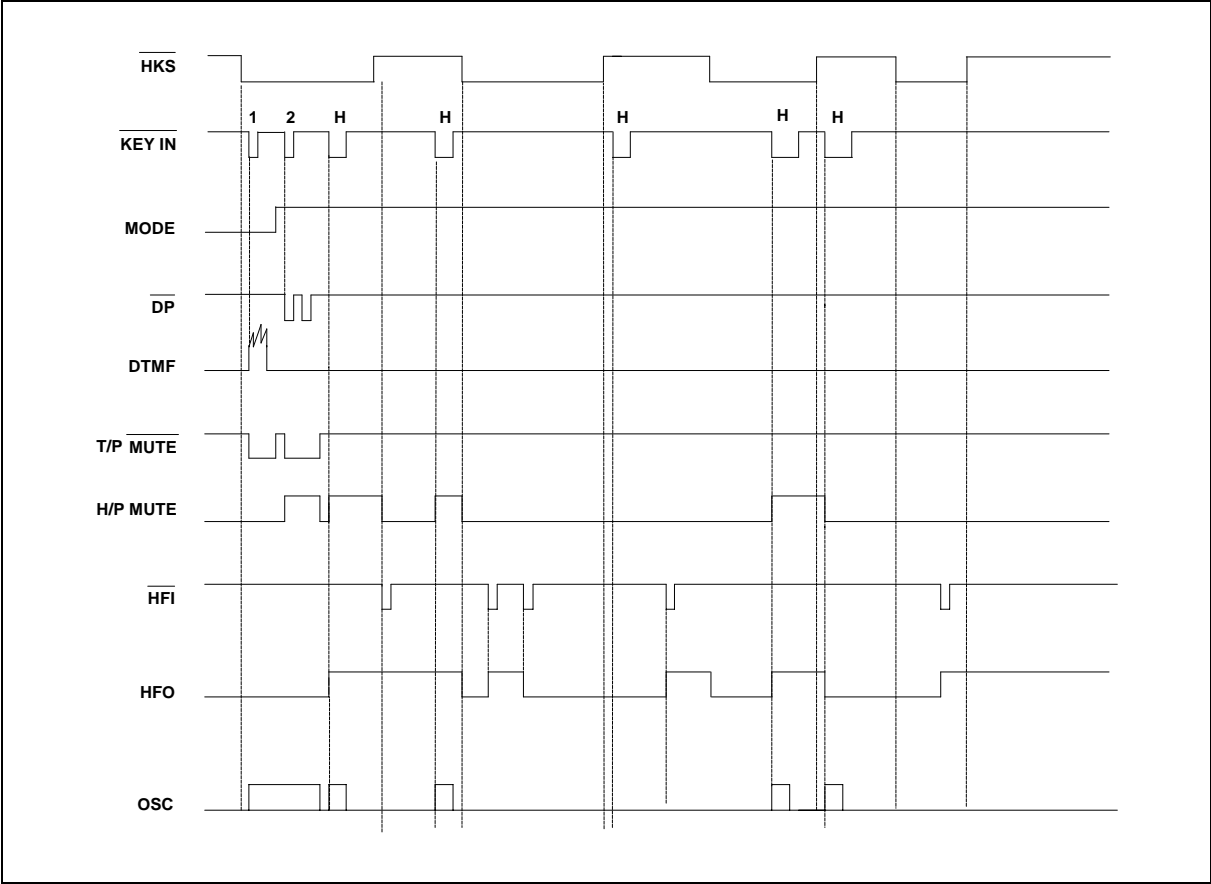 HKS
1 2 H H H H H
KEY IN
MODE
DP
DTMF
T/P MUTE
H/P MUTE
HFI
HFO
OSC